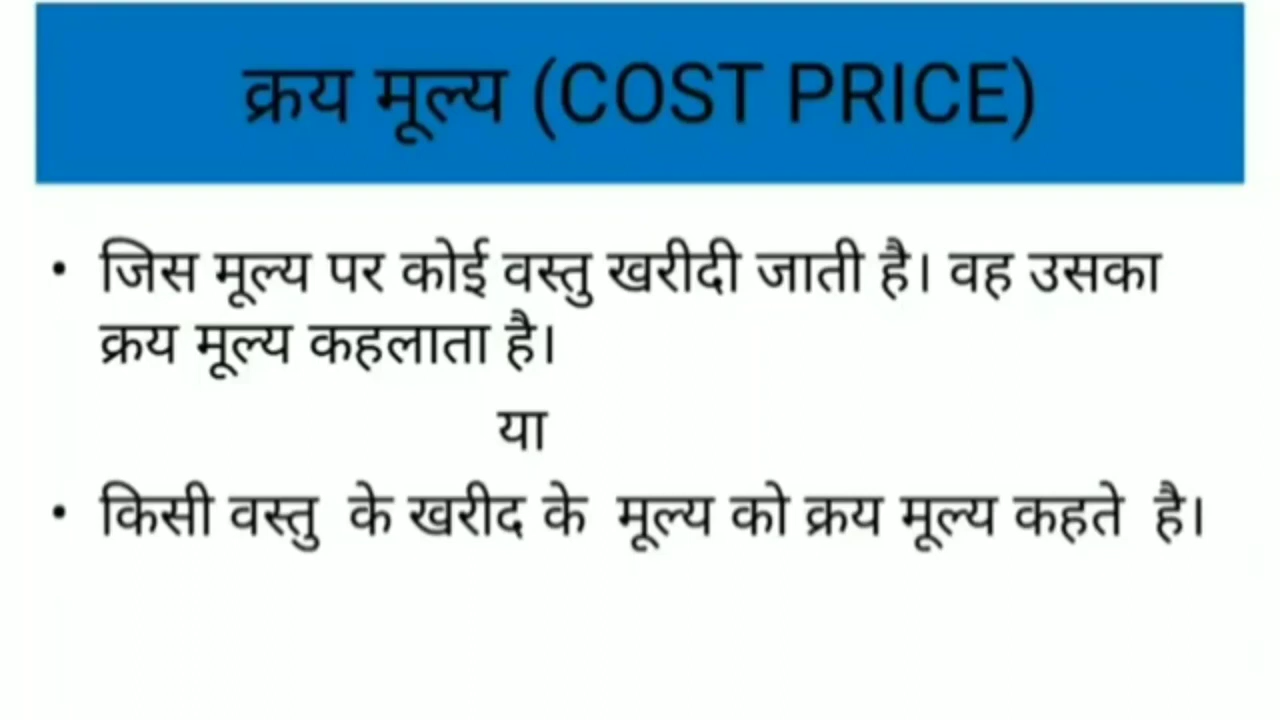 क्रय मूल्य (COST PRICE)
• जिस मूल्य पर कोई वस्तु खरीदी जाती है। वह उसका
क्रय मूल्य कहलाता है।
या
• किसी वस्तु के खरीद के मूल्य को क्रय मूल्य कहते है।